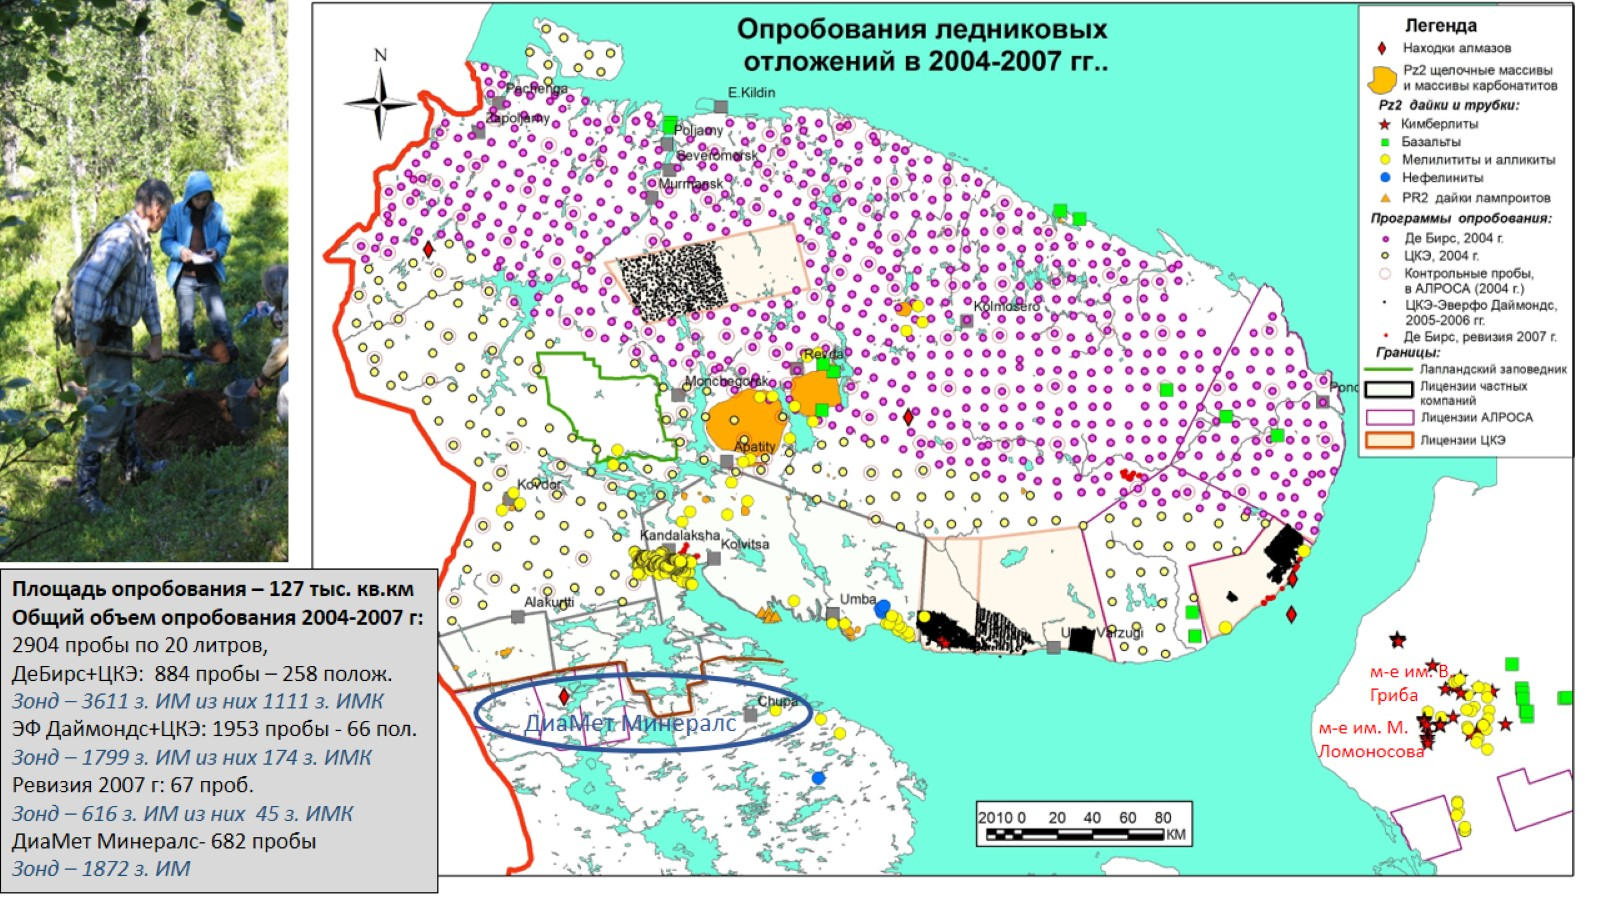 Опробования ледниковых
отложений в 2004-2007 гг..
N
Pechenga
Zapoljarny
E.Kildin
Poljarny
Severomorsk
Murmansk
Kolmosero
Revda
Monchegorsk
Apatity
Kovdor
Kandalaksha
Kolvitsa
Alakurtti
Umba
Varzugi
Chupa
ДиаМет Минералс
м-е им. В.
Гриба
м-е им. М.
Ломоносова
2010 0 20 40 60 80
КМ
Легенда
Находки алмазов
Pz2 щелочные массивы
и массивы карбонатитов
Pz2 дайки и трубки:
Кимберлиты
Базальты
Мелилититы и алликиты
Нефелиниты
PR2 дайки лампроитов
Программы опробования:
Де Бирс, 2004 г.
ЦКЭ, 2004 г.
Контрольные пробы,
в АЛРОСА (2004 г.)
ЦКЭ-Эверфо Даймондс,
2005-2006 гг.
Де Бирс, ревизия 2007 г.
Границы:
Лапландский заповедник
Лицензии частных
компаний
Лицензии АЛРОСА
Лицензии ЦКЭ
Площадь опробования – 127 тыс. кв.км
Общий объем опробования 2004-2007 г:
2904 пробы по 20 литров,
ДеБирс+ЦКЭ: 884 пробы – 258 полож.
Зонд – 3611 з. ИМ из них 1111 з. ИМК
ЭФ Даймондс+ЦКЭ: 1953 пробы - 66 пол.
Зонд – 1799 з. ИМ из них 174 з. ИМК
Ревизия 2007 г: 67 проб.
Зонд – 616 з. ИМ из них 45 з. ИМК
ДиаМет Минералс- 682 пробы
Зонд – 1872 з. ИМ